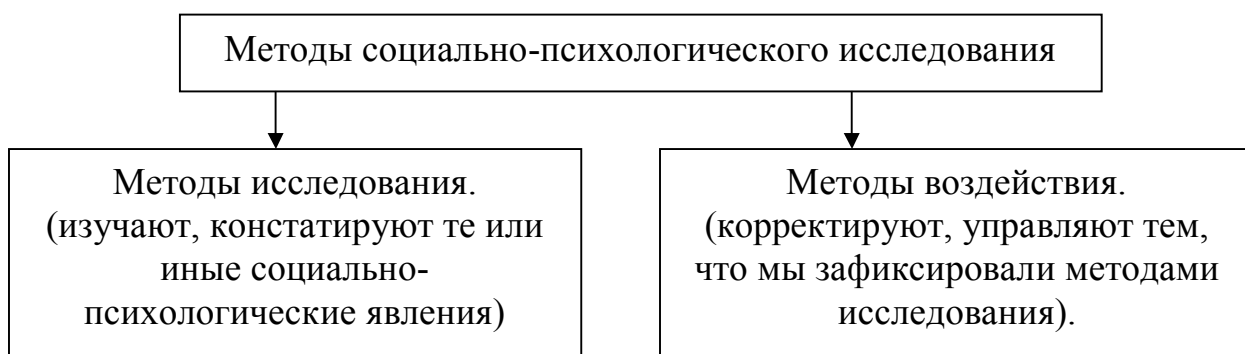 Методы социально-психологического исследования
Методы исследования.
(изучают, констатируют те или
иные социально-
психологические явления)
Методы воздействия.
(корректируют, управляют тем,
что мы зафиксировали методами
исследования).